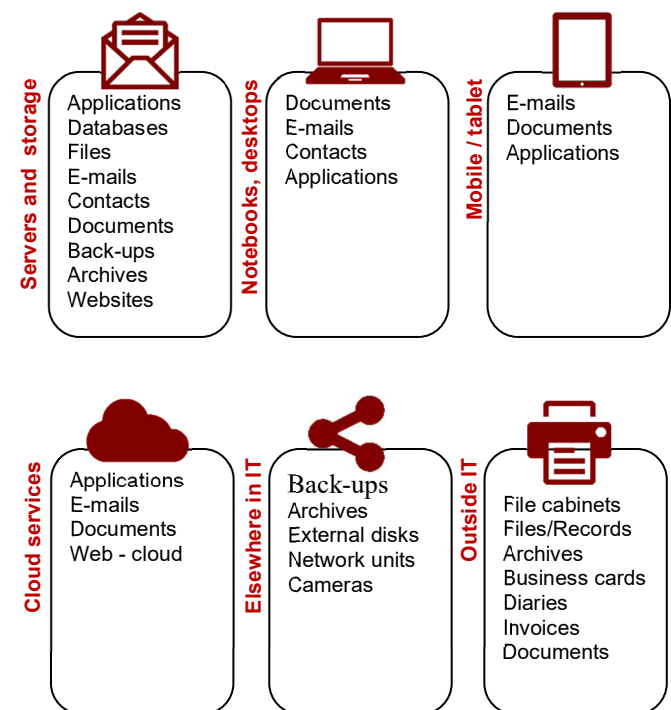 Servers and storage
Applications
Databases
Files
E-mails
Contacts
Documents
Back-ups
Archives
Websites
Notebooks, desktops
Documents
E-mails
Contacts
Applications
Mobile / tablet
E-mails
Documents
Applications
Cloud services
Applications
E-mails
Documents
Web - cloud
Elsewhere in IT
Back-ups
Archives
External disks
Network units
Cameras
Outside IT
File cabinets
Files/Records
Archives
Business cards
Diaries
Invoices
Documents